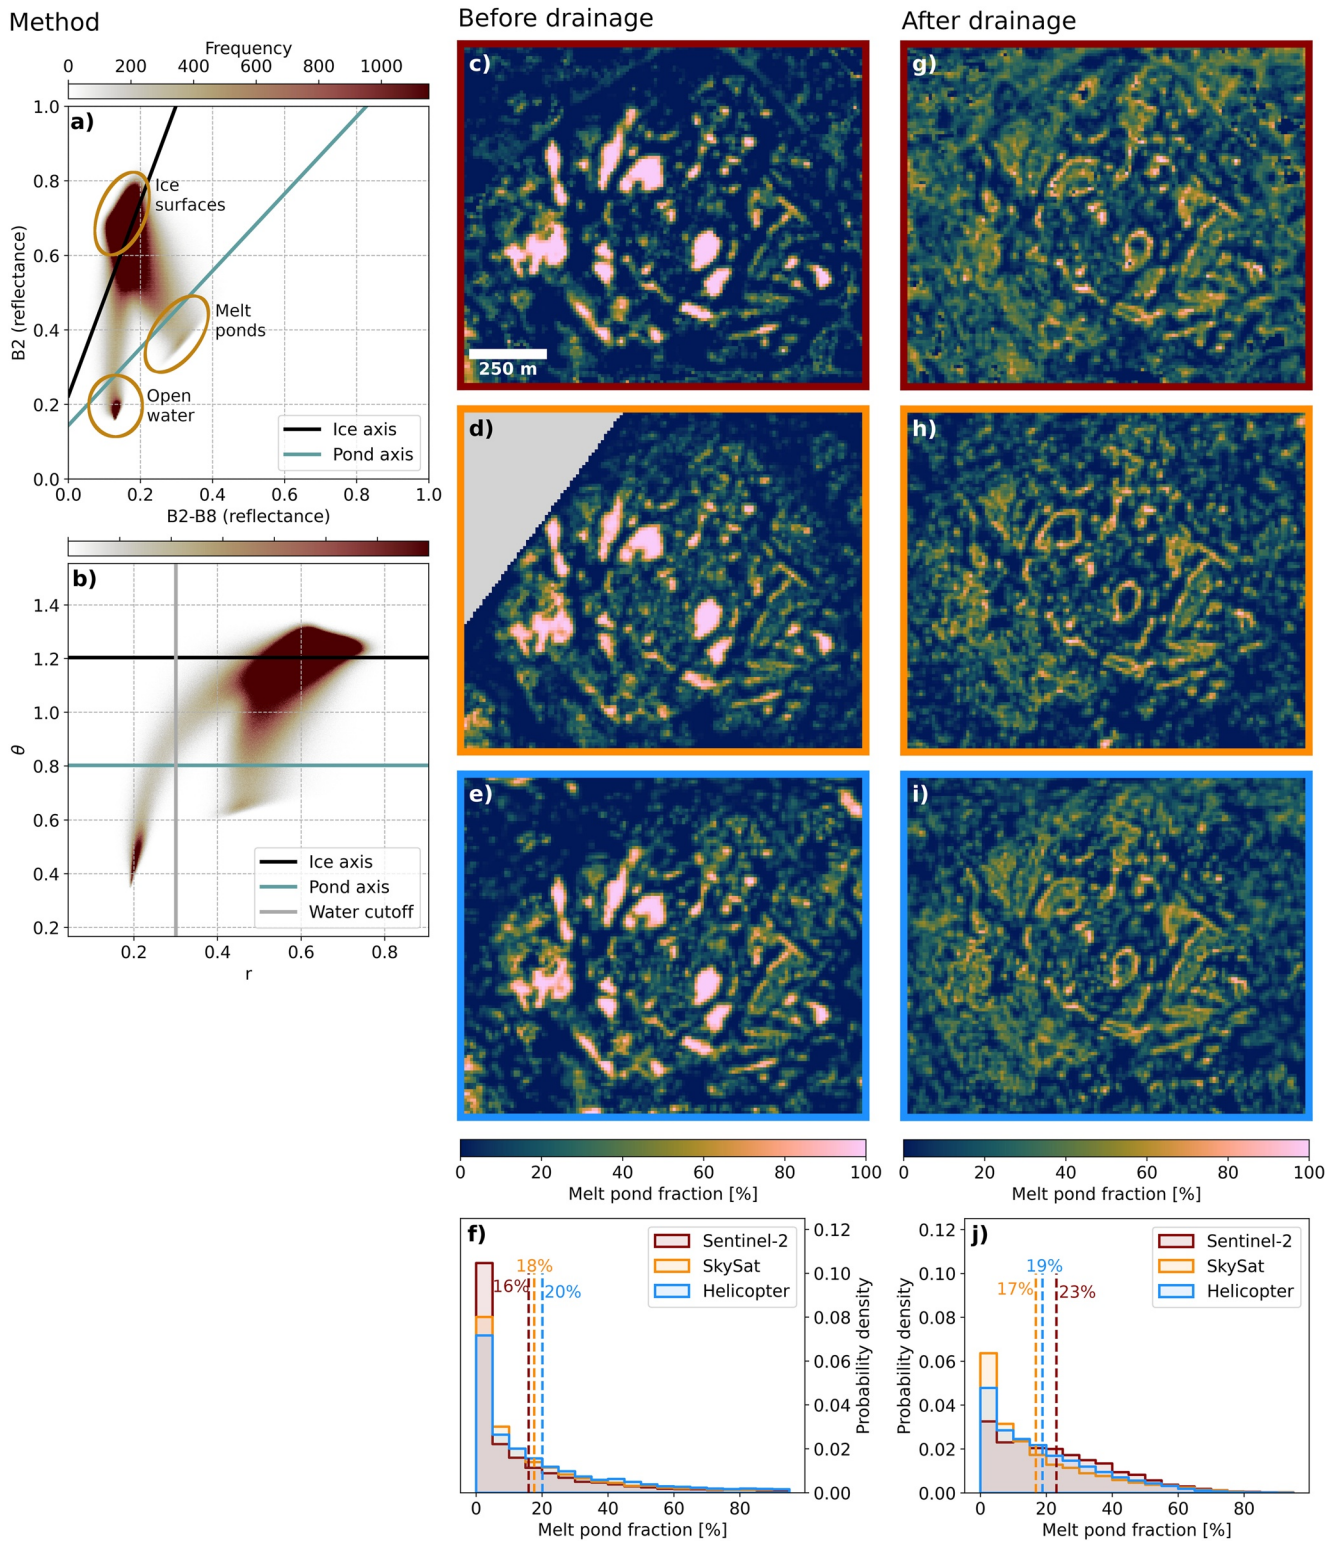 Method
Frequency
0 200 400 600 800 1000
a)
1.0
0.8
0.6
0.4
0.2
0.0
B2 (reflectance)
Ice
surfaces
Melt
ponds
Open
water
Ice axis
Pond axis
0.0 0.2 0.4 0.6 0.8 1.0
B2-B8 (reflectance)
b)
1.4
1.2
1.0
0.8
0.6
0.4
0.2
θ
Ice axis
Pond axis
Water cutoff
0.2 0.4 0.6 0.8
r
Before drainage
c)
250 m
d)
e)
0 20 40 60 80 100
Melt pond fraction [%]
f)
Sentinel-2
SkySat
Helicopter
16%
18%
20%
0.12
0.10
0.08
0.06
0.04
0.02
0.00
Probability density
0 20 40 60 80
Melt pond fraction [%]
After drainage
g)
h)
i)
0 20 40 60 80 100
Melt pond fraction [%]
j)
Sentinel-2
SkySat
Helicopter
17%
19%
23%
0.12
0.10
0.08
0.06
0.04
0.02
0.00
Probability density
0 20 40 60 80
Melt pond fraction [%]